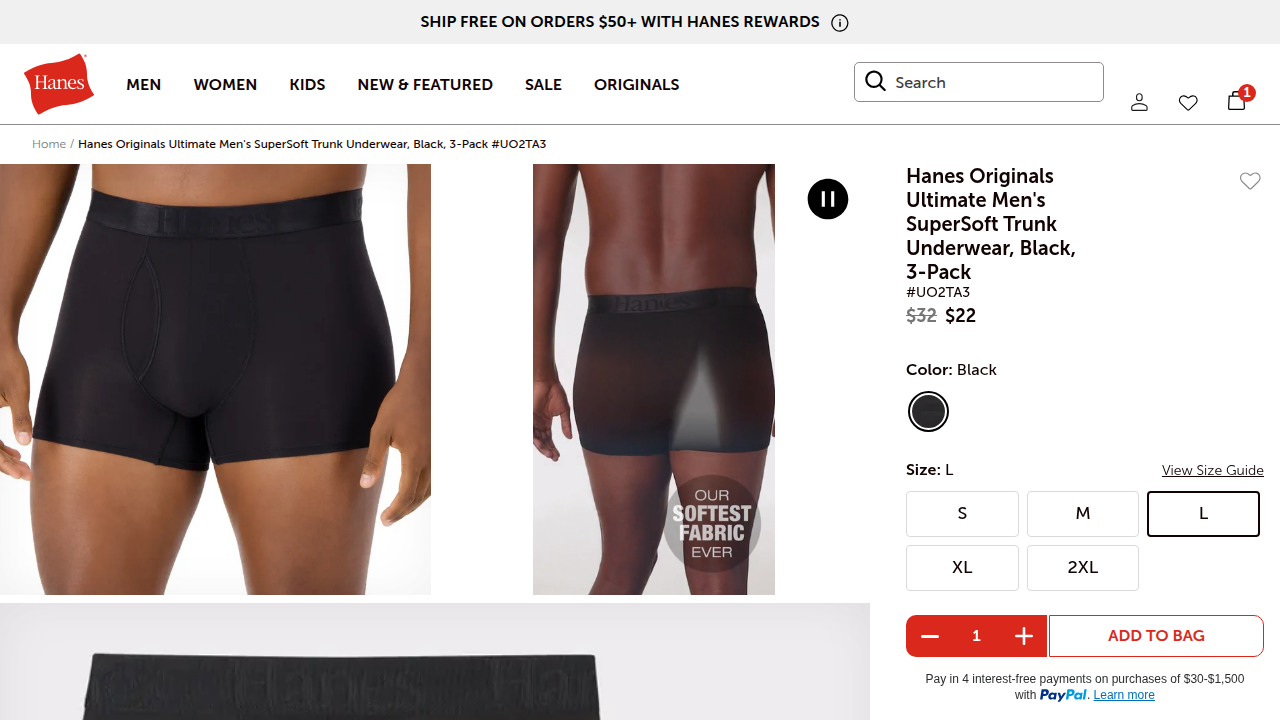 SHIP FREE ON ORDERS $50+ WITH HANES REWARDS
Hanes
MEN WOMEN KIDS NEW & FEATURED SALE ORIGINALS
Search
1
Home / Hanes Originals Ultimate Men's SuperSoft Trunk Underwear, Black, 3-Pack #UO2TA3
Hanes
Hanes
OUR
SOFTEST
FABRIC
EVER
Hanes Originals
Ultimate Men's
SuperSoft Trunk
Underwear, Black,
3-Pack
#UO2TA3
$32 $22
Color: Black
Size: L
View Size Guide
S M L
XL 2XL
1
ADD TO BAG
Pay in 4 interest-free payments on purchases of $30-$1,500
with PayPal. Learn more
Hanes